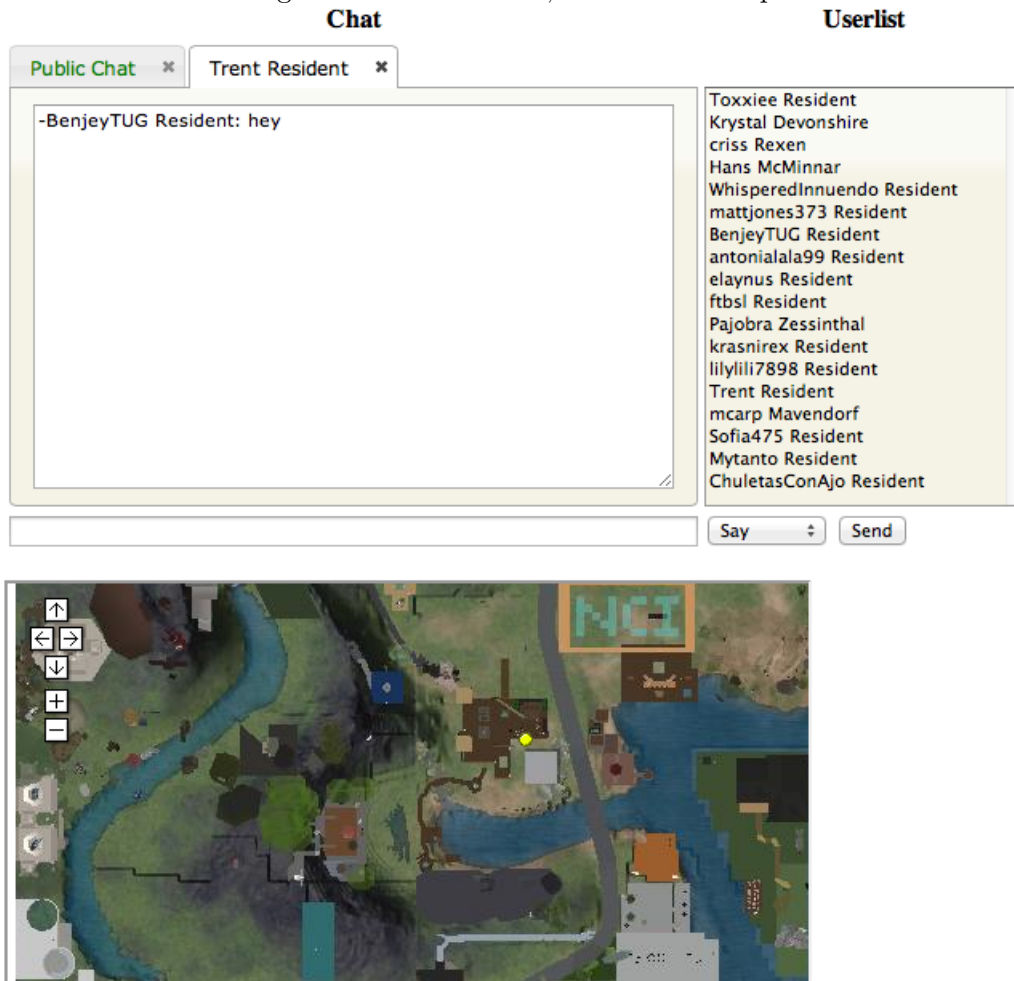 Chat
Userlist
Public Chat
Trent Resident
-BenjeyTUG Resident: hey
Toxxiee Resident
Krystal Devonshire
criss Rexen
Hans McMinnar
WhisperedInnuendo Resident
mattjones373 Resident
BenjeyTUG Resident
antonialala99 Resident
elaynus Resident
ftbsl Resident
Pajobra Zessinthal
krasnirex Resident
lilylili7898 Resident
Trent Resident
mcarp Mavendorf
Sofia475 Resident
Mytanto Resident
ChuletasConAjo Resident
Say
Send
NCI